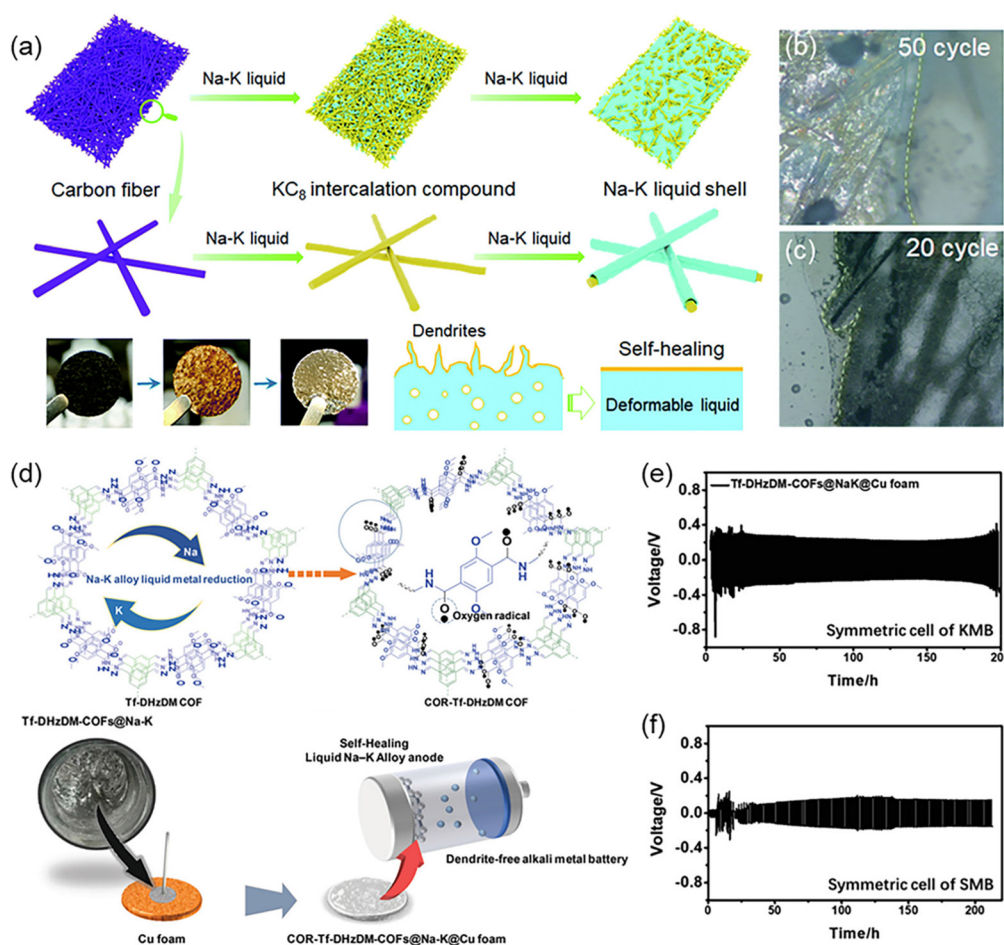 (a)
Na-K liquid
Na-K liquid
Carbon fiber
KC₈ intercalation compound
Na-K liquid shell
Na-K liquid
Na-K liquid
Dendrites
Self-healing
Deformable liquid
(b)
50 cycle
(c)
20 cycle
(d)
Na
Na-K alloy liquid metal reduction
K
Tf-DHzDM COF
O
NH
O
O
HN
O
Oxygen radical
COR-Tf-DHzDM COF
Tf-DHzDM-COFs@Na-K
Cu foam
Self-Healing
Liquid Na–K Alloy anode
Dendrite-free alkali metal battery
COR-Tf-DHzDM-COFs@Na-K@Cu foam
(e)
Tf-DHzDM-COFs@NaK@Cu foam
Voltage/V
0.8
0.4
0.0
-0.4
-0.8
Symmetric cell of KMB
0
50
100
150
20
Time/h
(f)
Voltage/V
0.8
0.4
0.0
-0.4
-0.8
Symmetric cell of SMB
0
50
100
150
200
Time/h